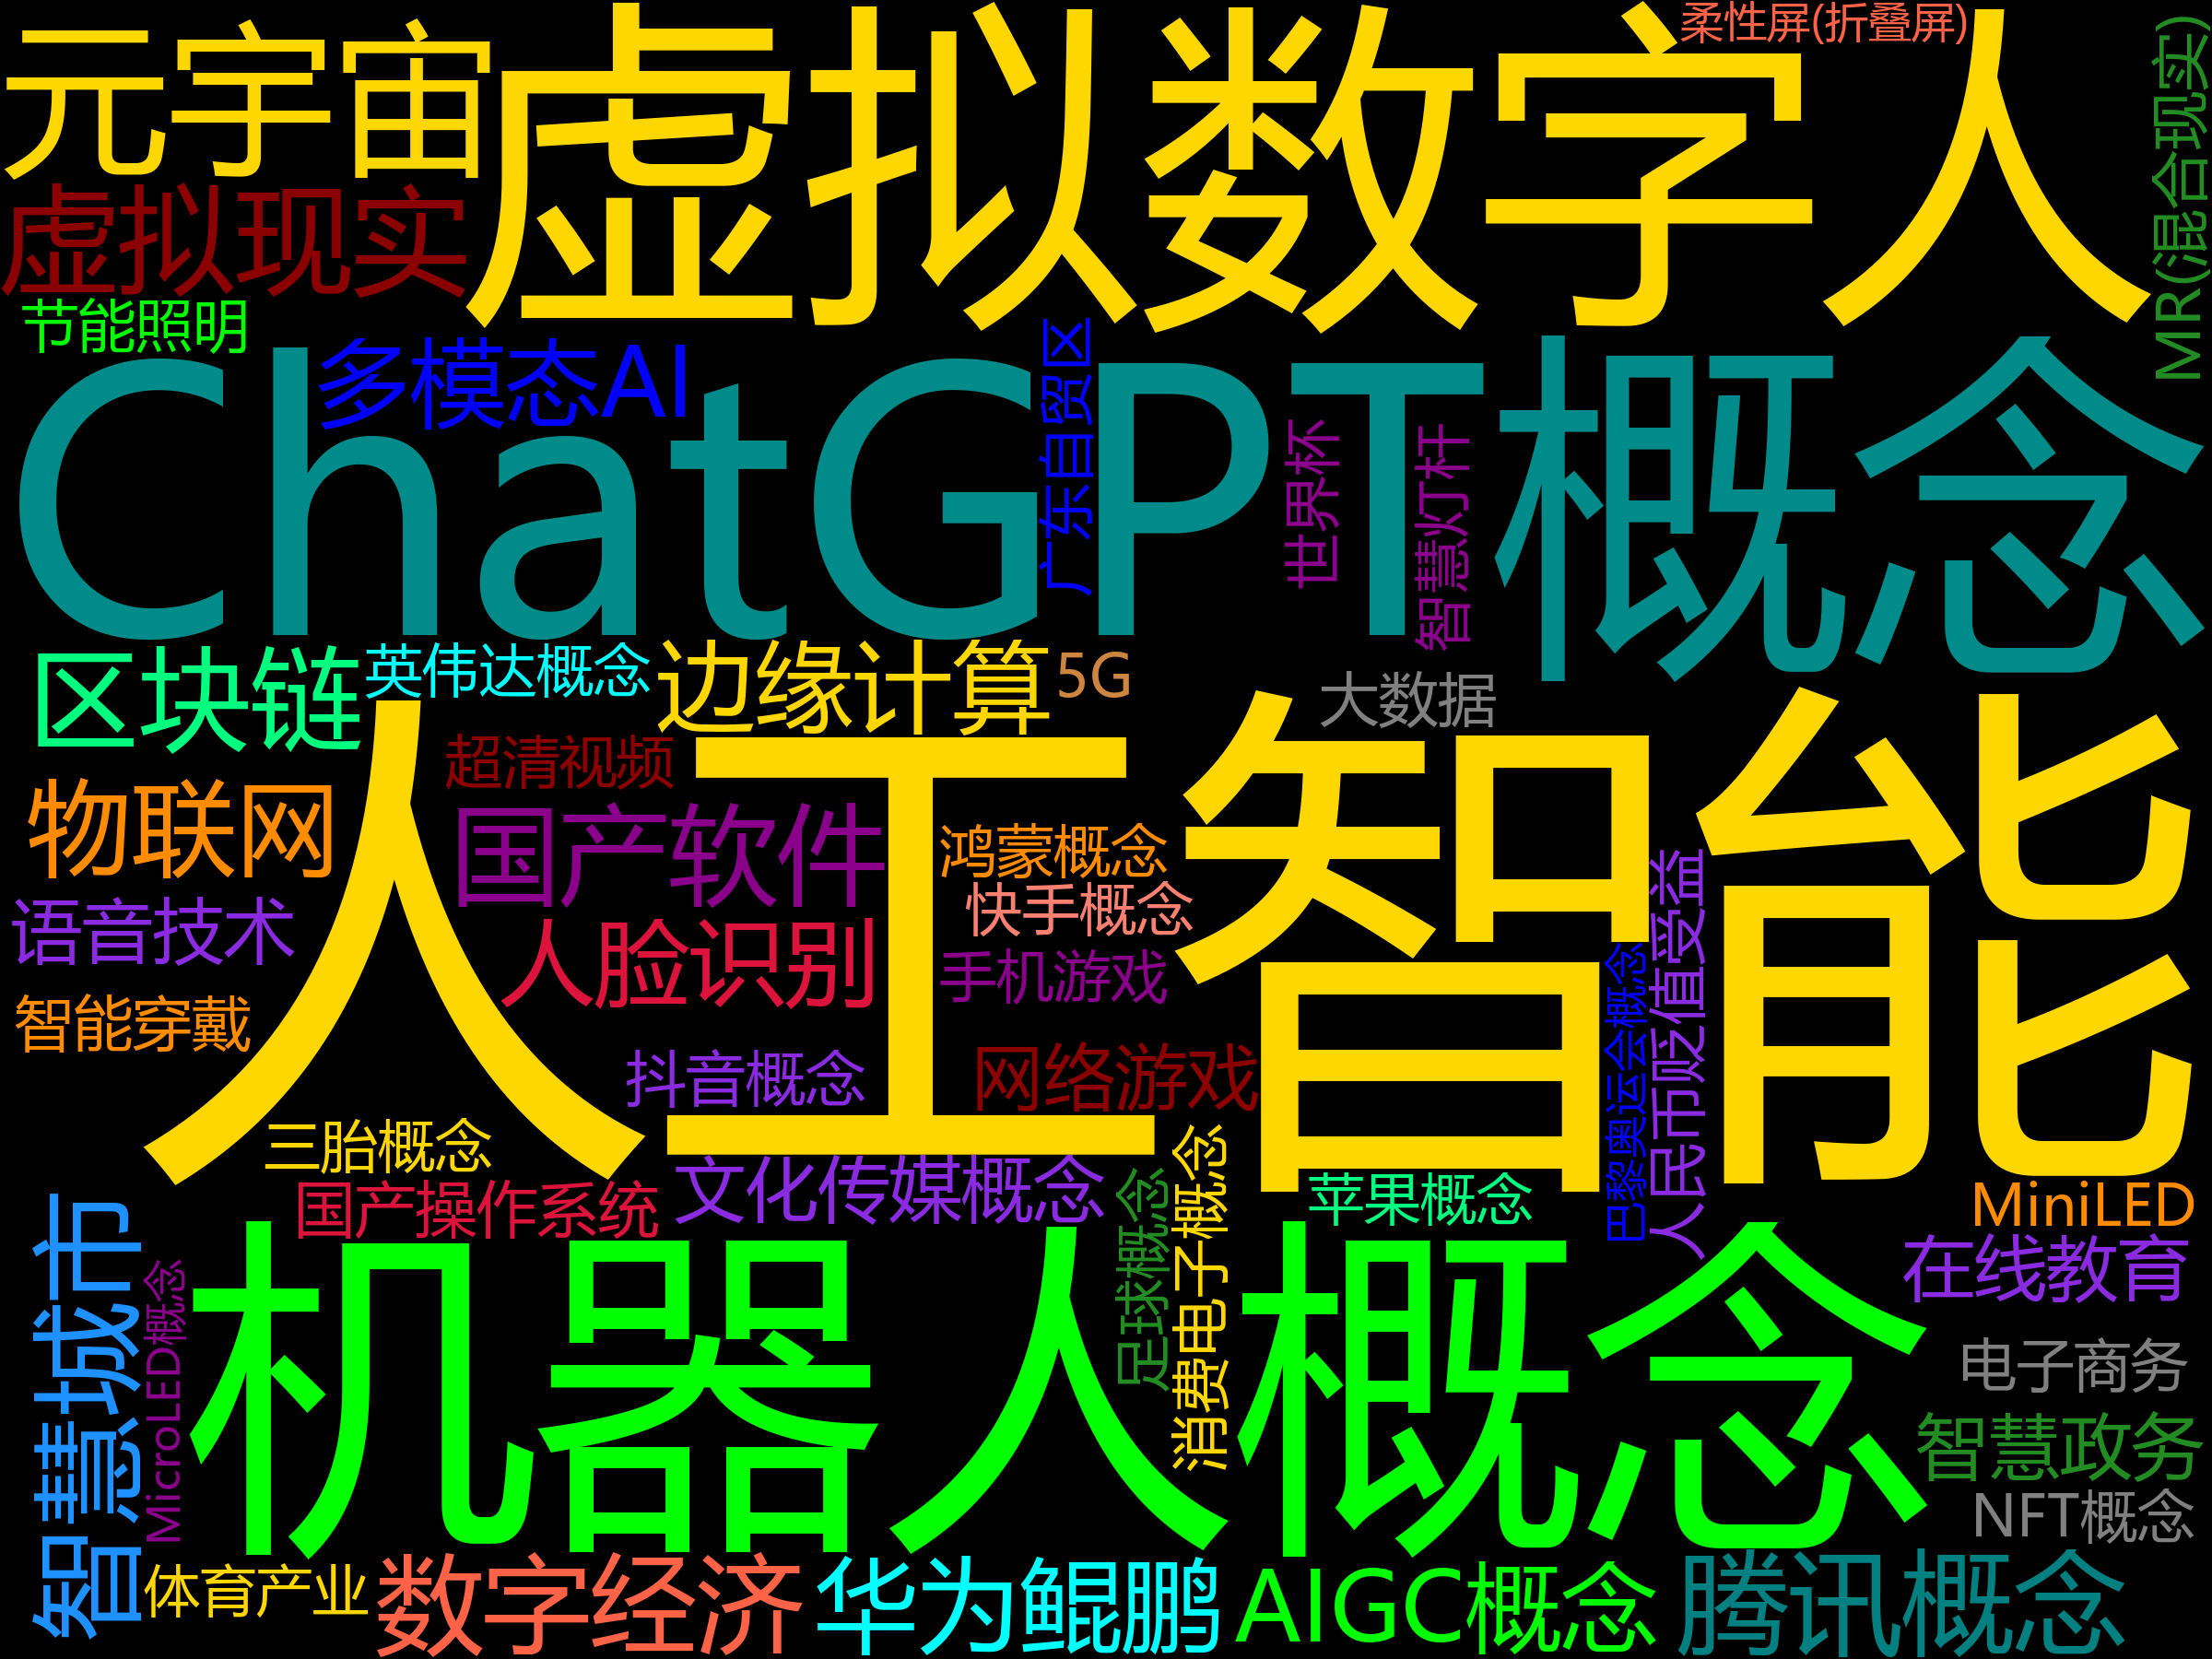 元宇宙
虚拟数字人
柔性屏(折叠屏)
MR(混合现实)
虚拟现实
节能照明
多模态AI
ChatGPT概念
广东自贸区
世界杯
智慧灯杆
区块链
英伟达概念
边缘计算
5G
大数据
人工智能
超清视频
物联网
国产软件
鸿蒙概念
快手概念
语音技术
人脸识别
手机游戏
智能穿戴
抖音概念
网络游戏
巴黎奥运会概念
人民币贬值受益
三胎概念
国产操作系统
文化传媒概念
足球概念
消费电子概念
苹果概念
MiniLED
在线教育
智慧城市
MicroLED概念
机器人概念
电子商务
智慧政务
NFT概念
体育产业
数字经济
华为鲲鹏
AIGC概念
腾讯概念